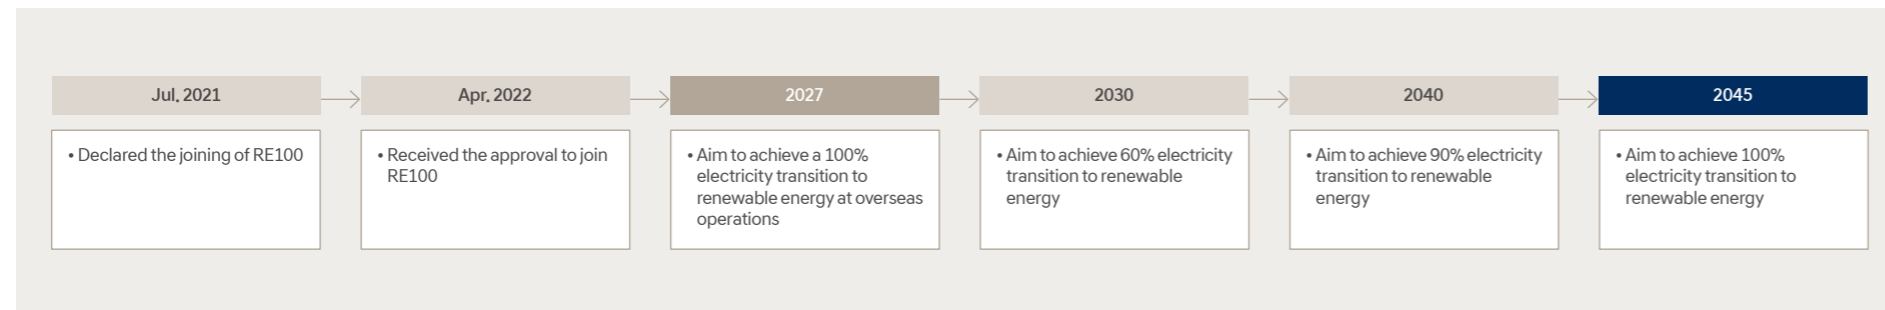 Jul. 2021
• Declared the joining of RE100
Apr. 2022
• Received the approval to join
RE100
2027
• Aim to achieve a 100%
electricity transition to
renewable energy at overseas
operations
2030
• Aim to achieve 60% electricity
transition to renewable
energy
2040
• Aim to achieve 90% electricity
transition to renewable
energy
2045
• Aim to achieve 100%
electricity transition to
renewable energy